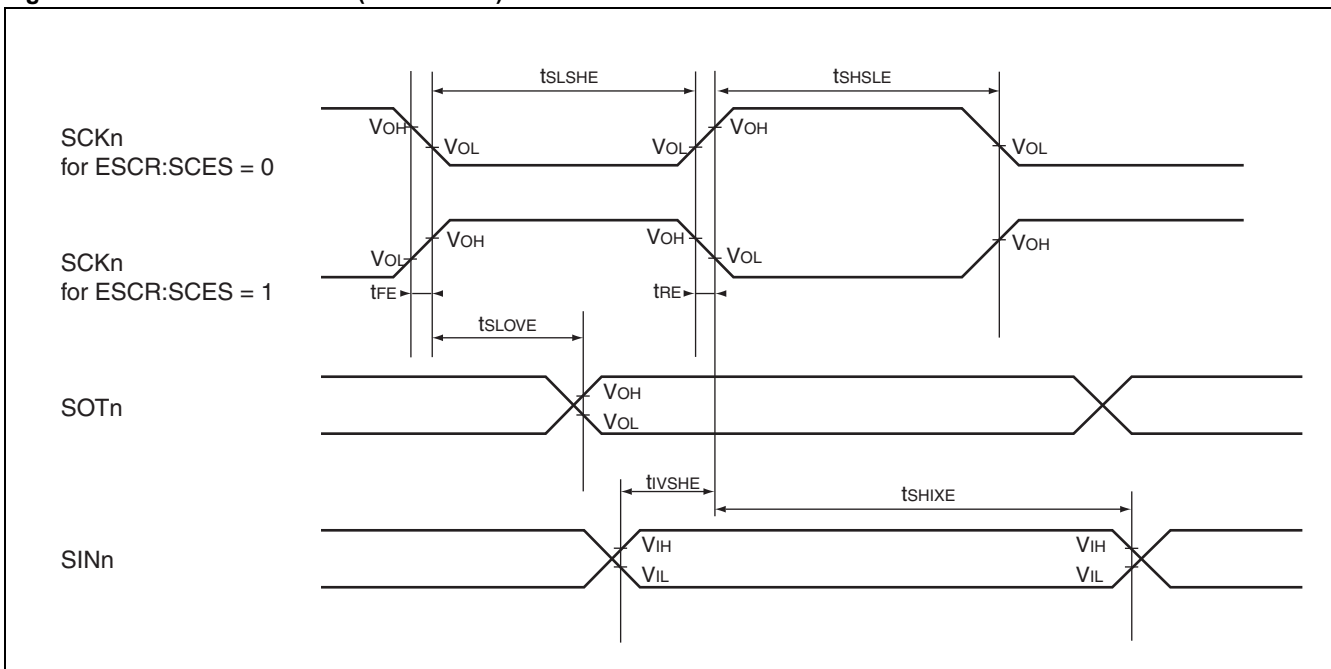 tSLSHE tSHSLE
SCKn
for ESCR:SCES = 0
VOH VOL VOL VOH VOL
SCKn
for ESCR:SCES = 1
VOL VOH VOH VOL VOH
tFE tRE
tSLOVE
SOTn
VOH
VOL
tIVSHE tSHIXE
SINn
VIH VIH
VIL VIL